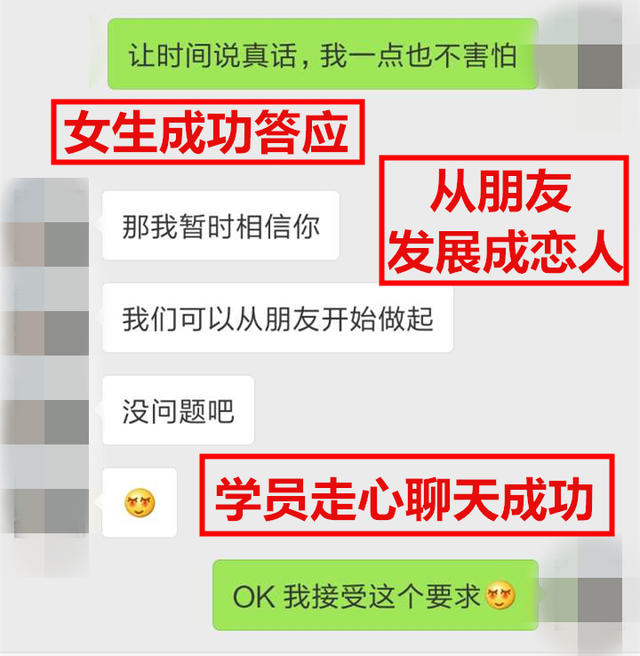 让时间说真话，我一点也不害怕
女生成功答应
从朋友
发展成恋人
那我暂时相信你
我们可以从朋友开始做起
没问题吧
学员走心聊天成功
OK 我接受这个要求